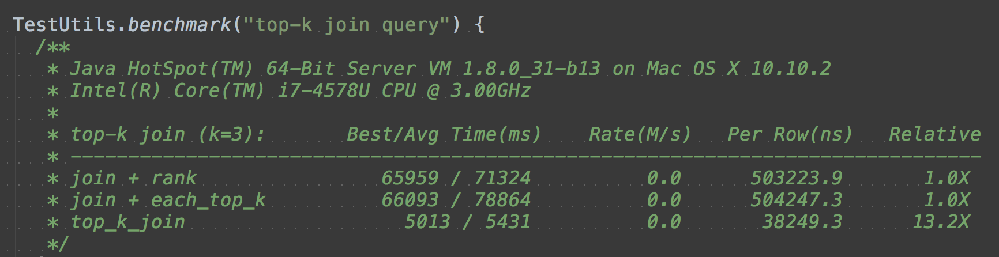 TestUtils.benchmark("top-k join query") {
/**
* Java HotSpot(TM) 64-Bit Server VM 1.8.0_31-b13 on Mac OS X 10.10.2
* Intel(R) Core(TM) i7-4578U CPU @ 3.00GHz
*
* top-k join (k=3): Best/Avg Time(ms) Rate(M/s) Per Row(ns) Relative
* -------------------------------------------------------------------------------
* join + rank 65959 / 71324 0.0 503223.9 1.0X
* join + each_top_k 66093 / 78864 0.0 504247.3 1.0X
* top_k_join 5013 / 5431 0.0 38249.3 13.2X
*/